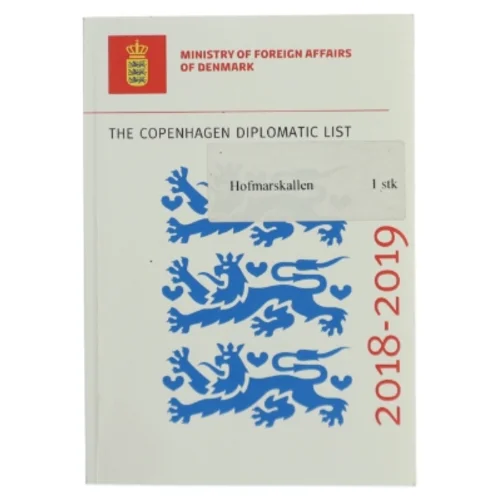 MINISTRY OF FOREIGN AFFAIRS
OF DENMARK
THE COPENHAGEN DIPLOMATIC LIST
Hofmarskallen 1 stk
2018-2019